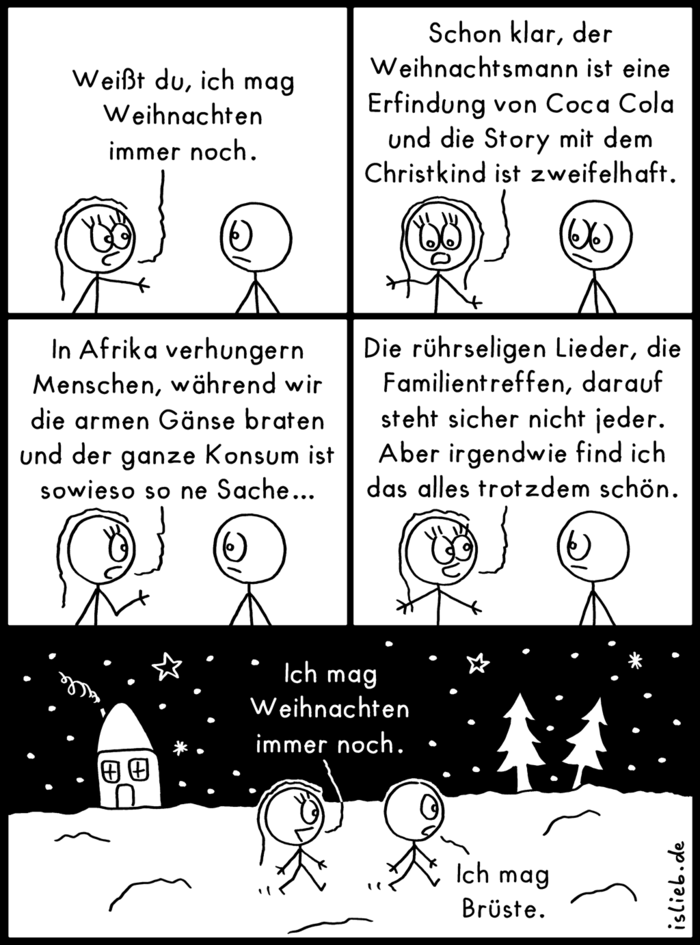 Weißt du, ich mag
Weihnachten
immer noch.
Schon klar, der
Weihnachtsmann ist eine
Erfindung von Coca Cola
und die Story mit dem
Christkind ist zweifelhaft.
In Afrika verhungern
Menschen, während wir
die armen Gänse braten
und der ganze Konsum ist
sowieso so ne Sache...
Die rührseligen Lieder, die
Familientreffen, darauf
steht sicher nicht jeder.
Aber irgendwie find ich
das alles trotzdem schön.
Ich mag
Weihnachten
immer noch.
Ich mag
Brüste.
islieb.de